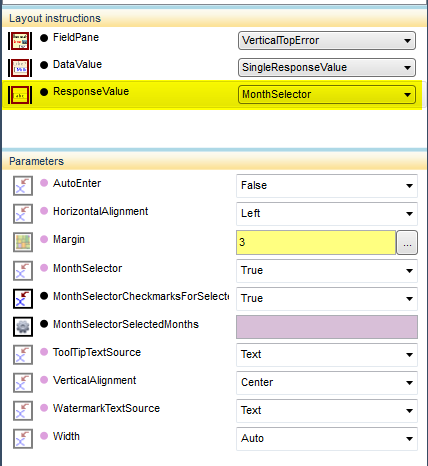 Layout instructions
FieldPane VerticalTopError
DataValue SingleResponseValue
ResponseValue MonthSelector
Parameters
AutoEnter False
HorizontalAlignment Left
Margin 3 ...
MonthSelector True
MonthSelectorCheckmarksForSelecte True
MonthSelectorSelectedMonths
ToolTipTextSource Text
VerticalAlignment Center
WatermarkTextSource Text
Width Auto